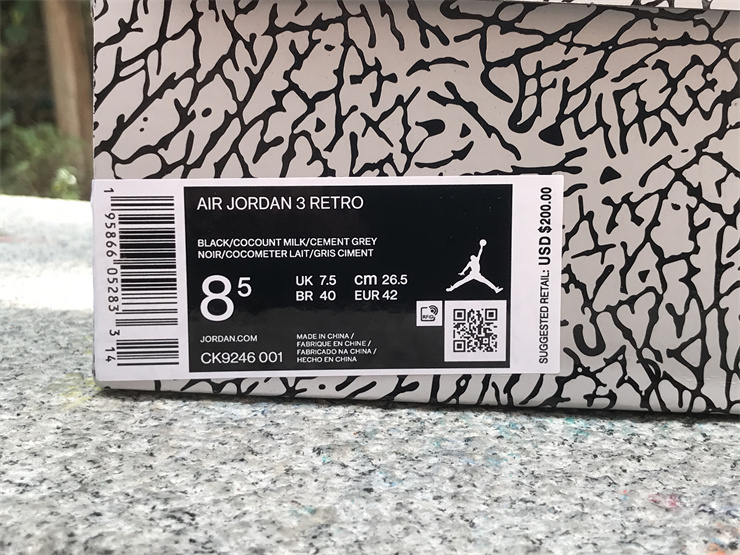 AIR JORDAN 3 RETRO
BLACK/COCOUNT MILK/CEMENT GREY
NOIR/COCOMETER LAIT/GRIS CIMENT
8 5
UK 7.5 cm 26.5
BR 40 EUR 42
JORDAN.COM
CK9246 001
MADE IN CHINA /
FABRIQUE EN CHINE /
FABRICADO NA CHINA /
HECHO EN CHINA
RFID
SUGGESTED RETAIL: USD $200.00
1 95866 05283 3 14